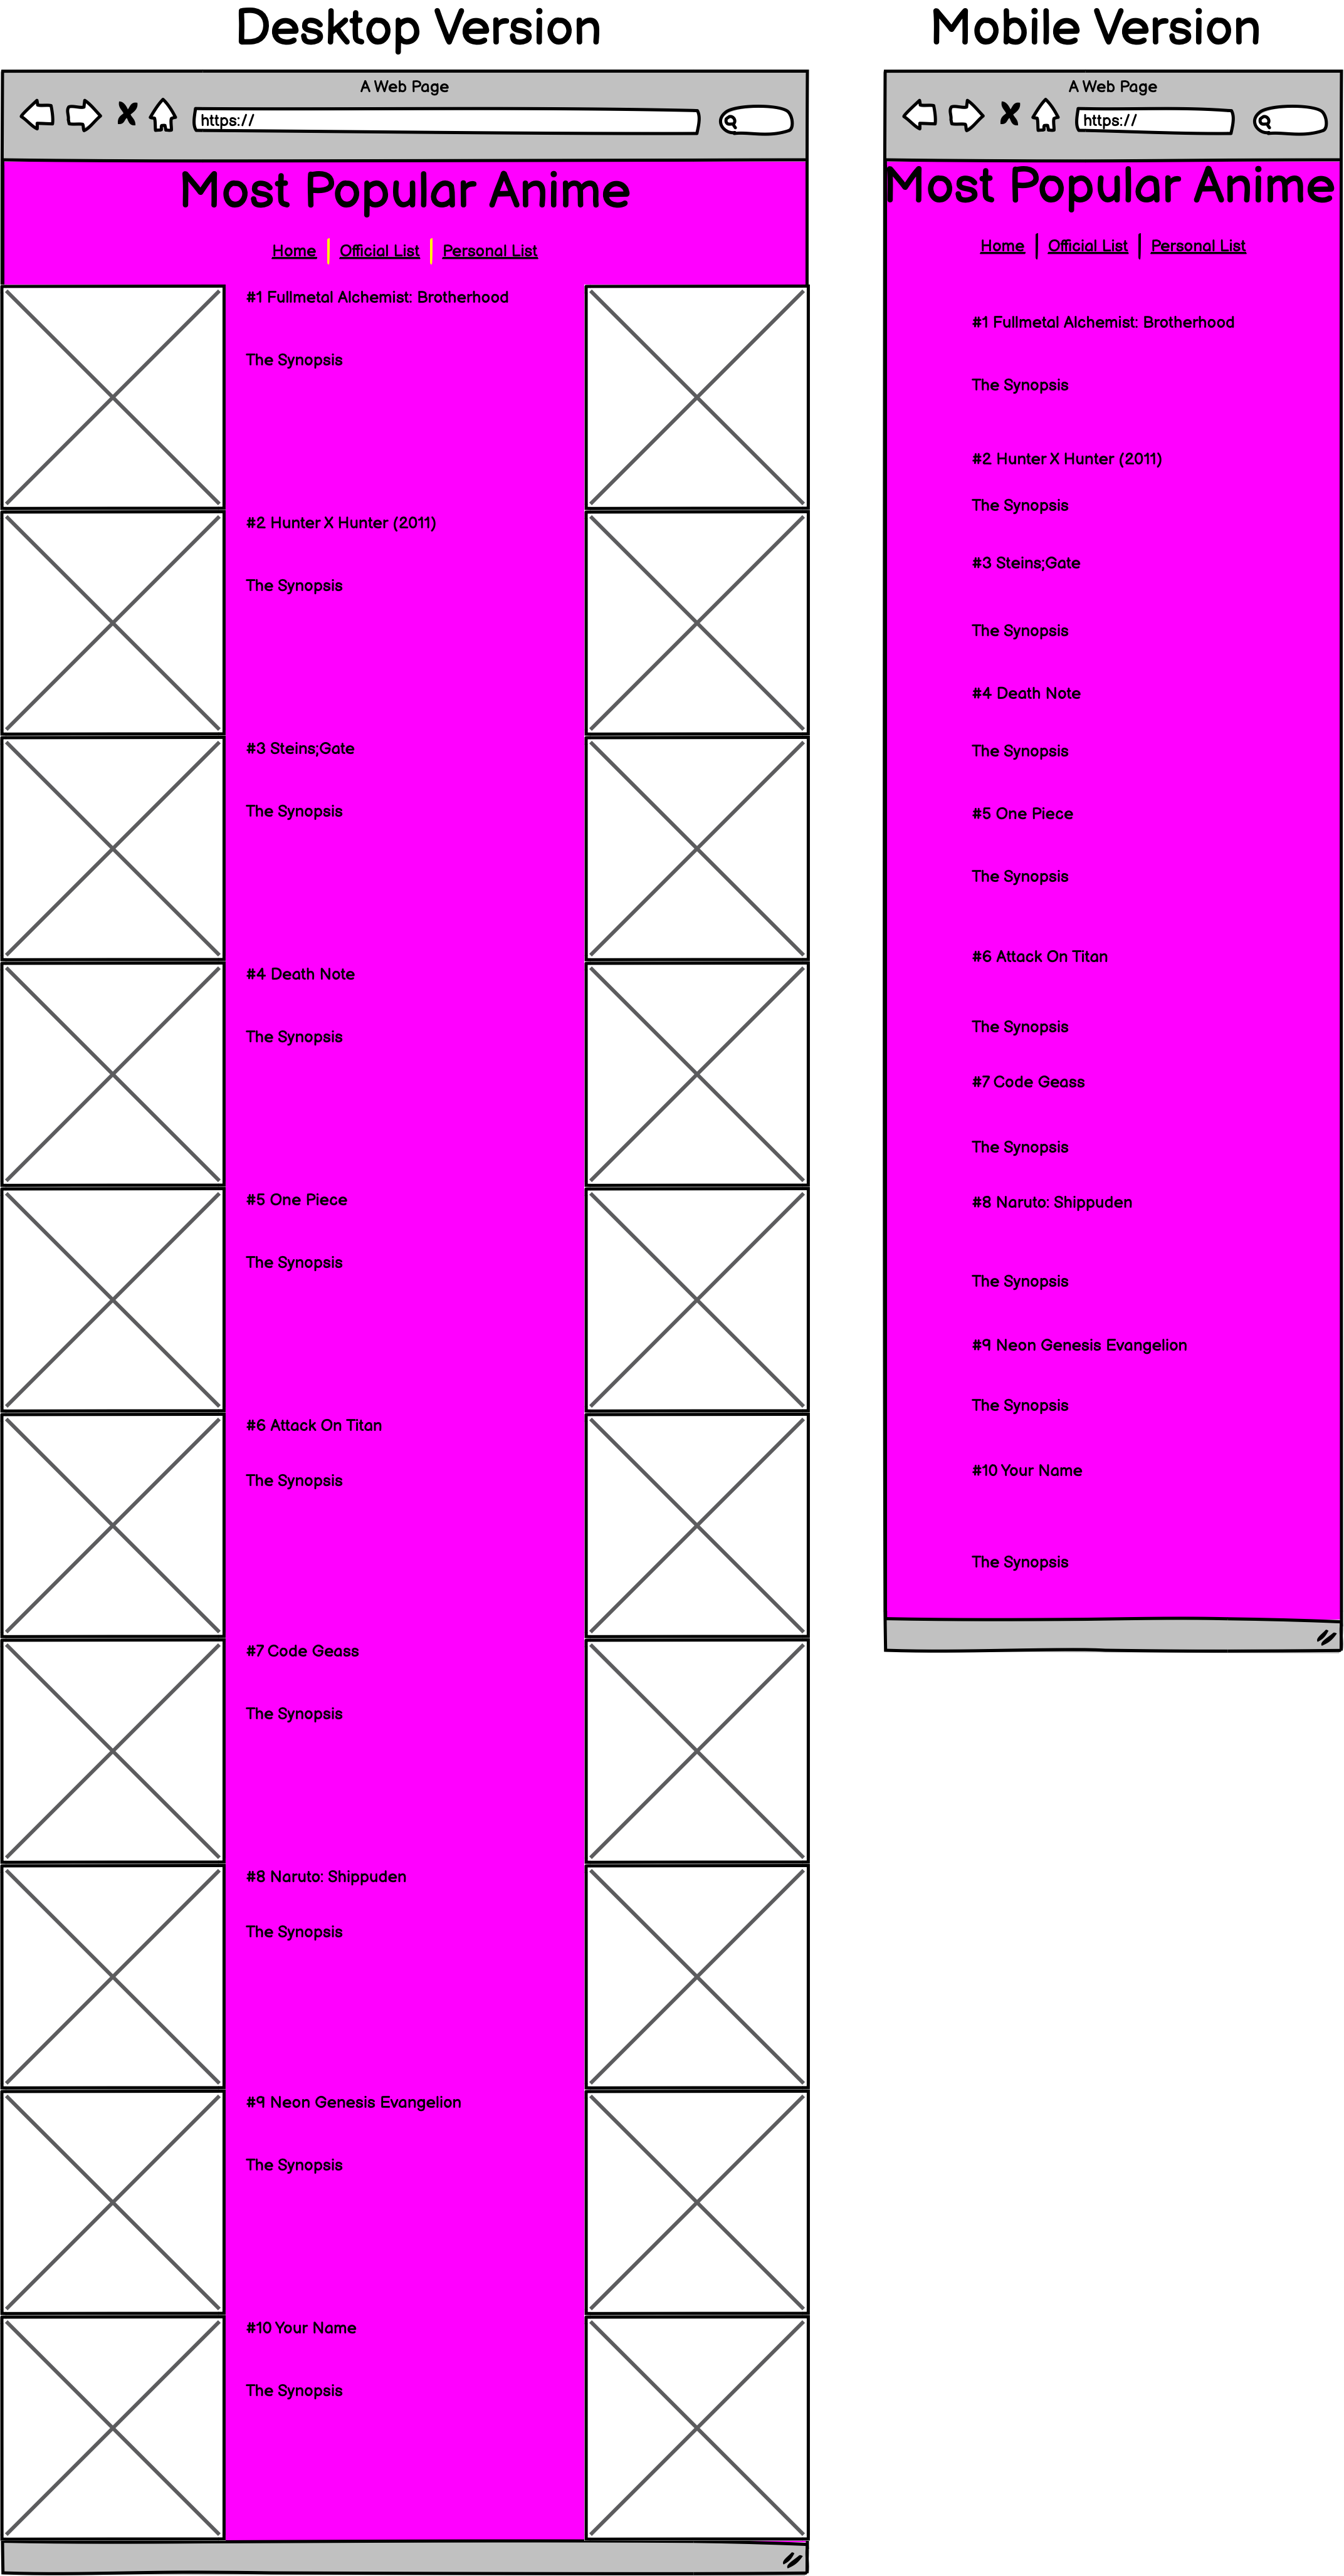 Desktop Version
A Web Page
https://
Most Popular Anime
Home | Official List | Personal List
#1 Fullmetal Alchemist: Brotherhood
The Synopsis
#2 Hunter X Hunter (2011)
The Synopsis
#3 Steins;Gate
The Synopsis
#4 Death Note
The Synopsis
#5 One Piece
The Synopsis
#6 Attack On Titan
The Synopsis
#7 Code Geass
The Synopsis
#8 Naruto: Shippuden
The Synopsis
#9 Neon Genesis Evangelion
The Synopsis
#10 Your Name
The Synopsis
Mobile Version
A Web Page
https://
Most Popular Anime
Home | Official List | Personal List
#1 Fullmetal Alchemist: Brotherhood
The Synopsis
#2 Hunter X Hunter (2011)
The Synopsis
#3 Steins;Gate
The Synopsis
#4 Death Note
The Synopsis
#5 One Piece
The Synopsis
#6 Attack On Titan
The Synopsis
#7 Code Geass
The Synopsis
#8 Naruto: Shippuden
The Synopsis
#9 Neon Genesis Evangelion
The Synopsis
#10 Your Name
The Synopsis